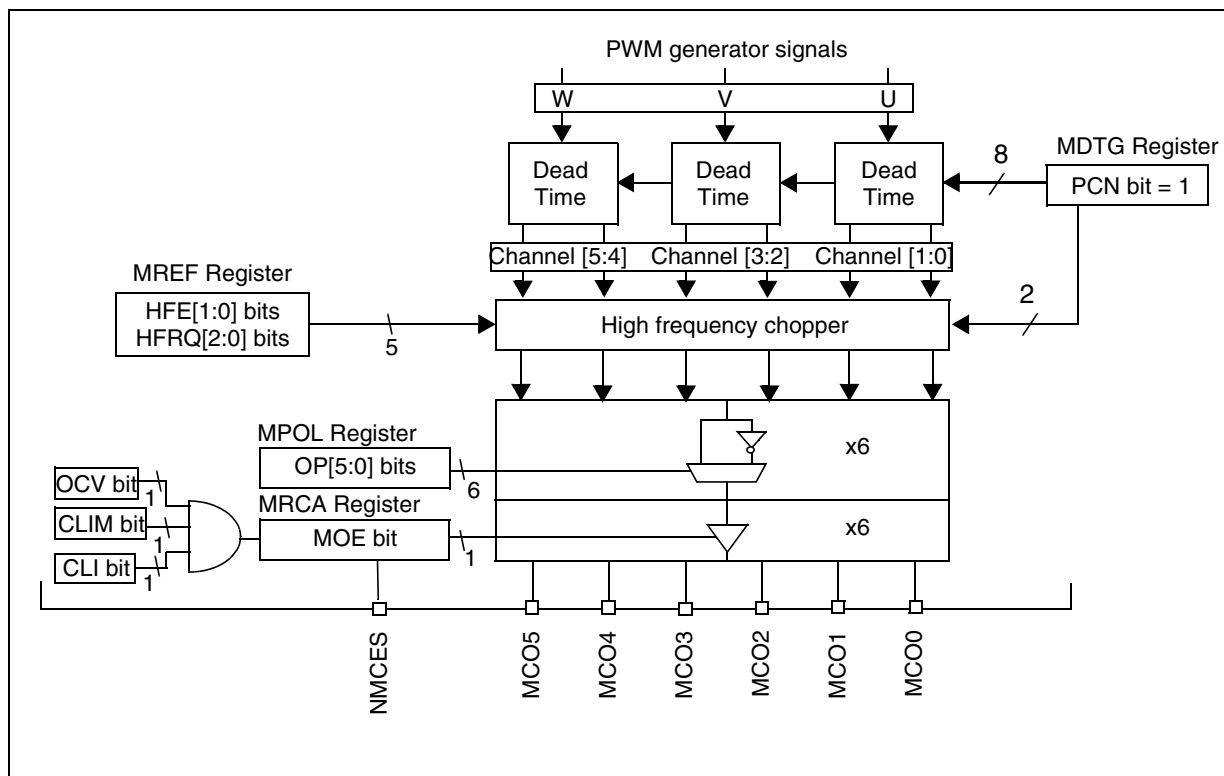 PWM generator signals
W V U
MDTG Register
PCN bit = 1
8
Dead Time
Dead Time
Dead Time
Channel [5:4] Channel [3:2] Channel [1:0]
MREF Register
HFE[1:0] bits
HFRQ[2:0] bits
5
High frequency chopper
2
MPOL Register
OP[5:0] bits
6
x6
OCV bit
1
CLIM bit
1
CLI bit
1
MRCA Register
MOE bit
1
x6
NMCES
MCO5
MCO4
MCO3
MCO2
MCO1
MCO0